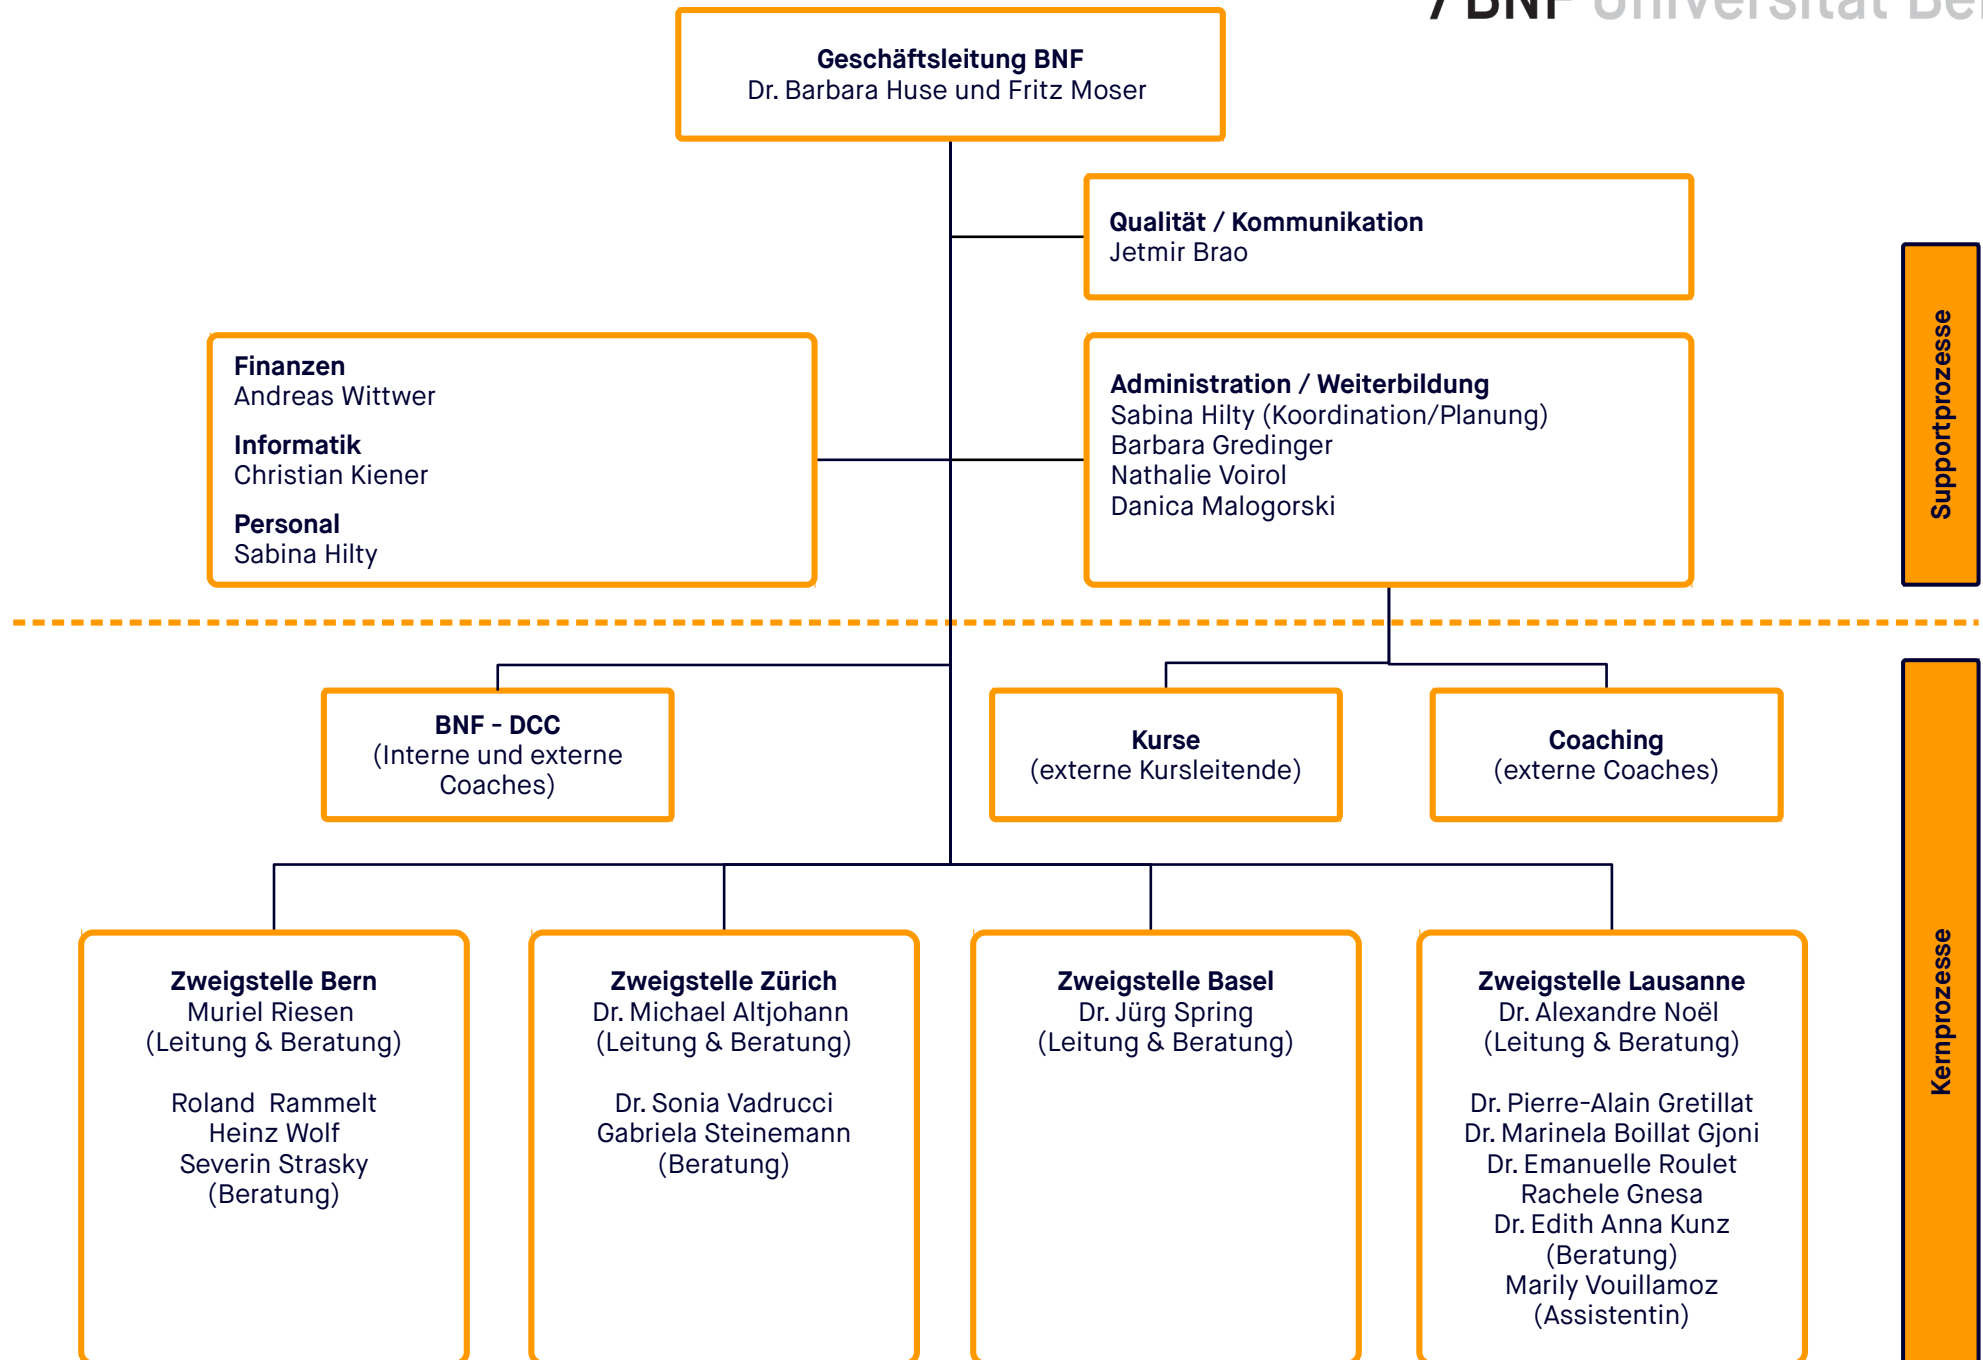 / BNF Universität
Geschäftsleitung BNF
Dr. Barbara Huse und Fritz Moser
Qualität / Kommunikation
Jetmir Brao
Finanzen
Andreas Wittwer
Informatik
Christian Kiener
Personal
Sabina Hilty
Administration / Weiterbildung
Sabina Hilty (Koordination/Planung)
Barbara Gredinger
Nathalie Voirol
Danica Malogorski
Supportprozesse
BNF - DCC
(Interne und externe
Coaches)
Kurse
(externe Kursleitende)
Coaching
(externe Coaches)
Zweigstelle Bern
Muriel Riesen
(Leitung & Beratung)
Roland  Rammelt
Heinz Wolf
Severin Strasky
(Beratung)
Zweigstelle Zürich
Dr. Michael Altjohann
(Leitung & Beratung)
Dr. Sonia Vadrucci
Gabriela Steinemann
(Beratung)
Zweigstelle Basel
Dr. Jürg Spring
(Leitung & Beratung)
Zweigstelle Lausanne
Dr. Alexandre Noël
(Leitung & Beratung)
Dr. Pierre-Alain Gretillat
Dr. Marinela Boillat Gjoni
Dr. Emanuelle Roulet
Rachele Gnesa
Dr. Edith Anna Kunz
(Beratung)
Marily Vouillamoz
(Assistentin)
Kernprozesse